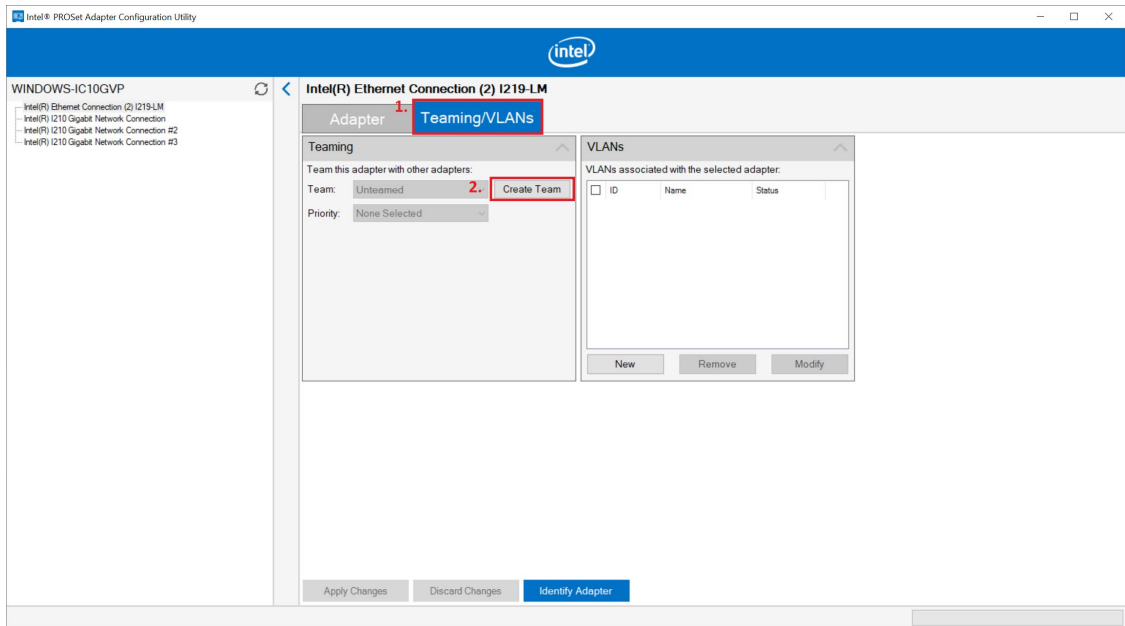 Intel® PROSet Adapter Configuration Utility
intel
WINDOWS-IC10GVP
Intel(R) Ethernet Connection (2) I219-LM
Intel(R) I210 Gigabit Network Connection
Intel(R) I210 Gigabit Network Connection #2
Intel(R) I210 Gigabit Network Connection #3
Intel(R) Ethernet Connection (2) I219-LM
Adapter 1. Teaming/VLANs
Teaming
Team this adapter with other adapters:
Team: Unteamed 2. Create Team
Priority: None Selected
VLANs
VLANs associated with the selected adapter:
ID Name Status
New Remove Modify
Apply Changes Discard Changes Identify Adapter